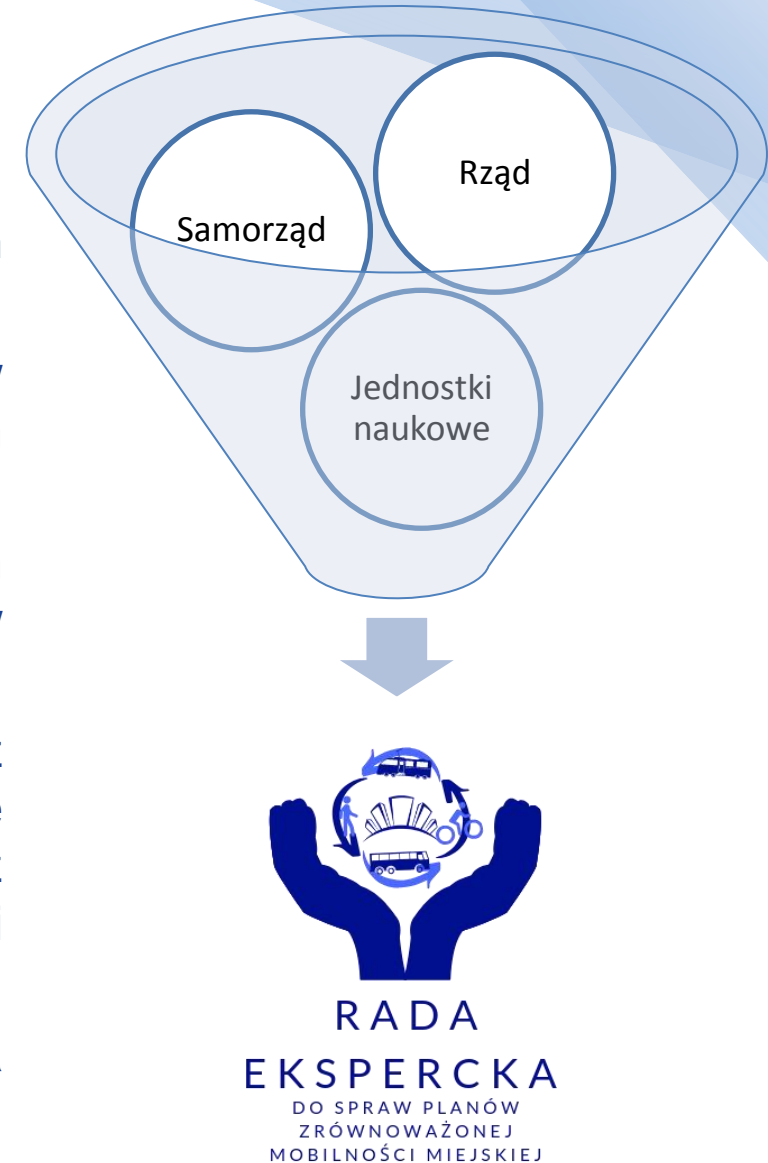 Rząd
Samorząd
Jednostki
naukowe
RADA
EKSPERCKA
DO SPRAW PLANÓW
ZRÓWNOWAŻONEJ
MOBILNOŚCI MIEJSKIEJ